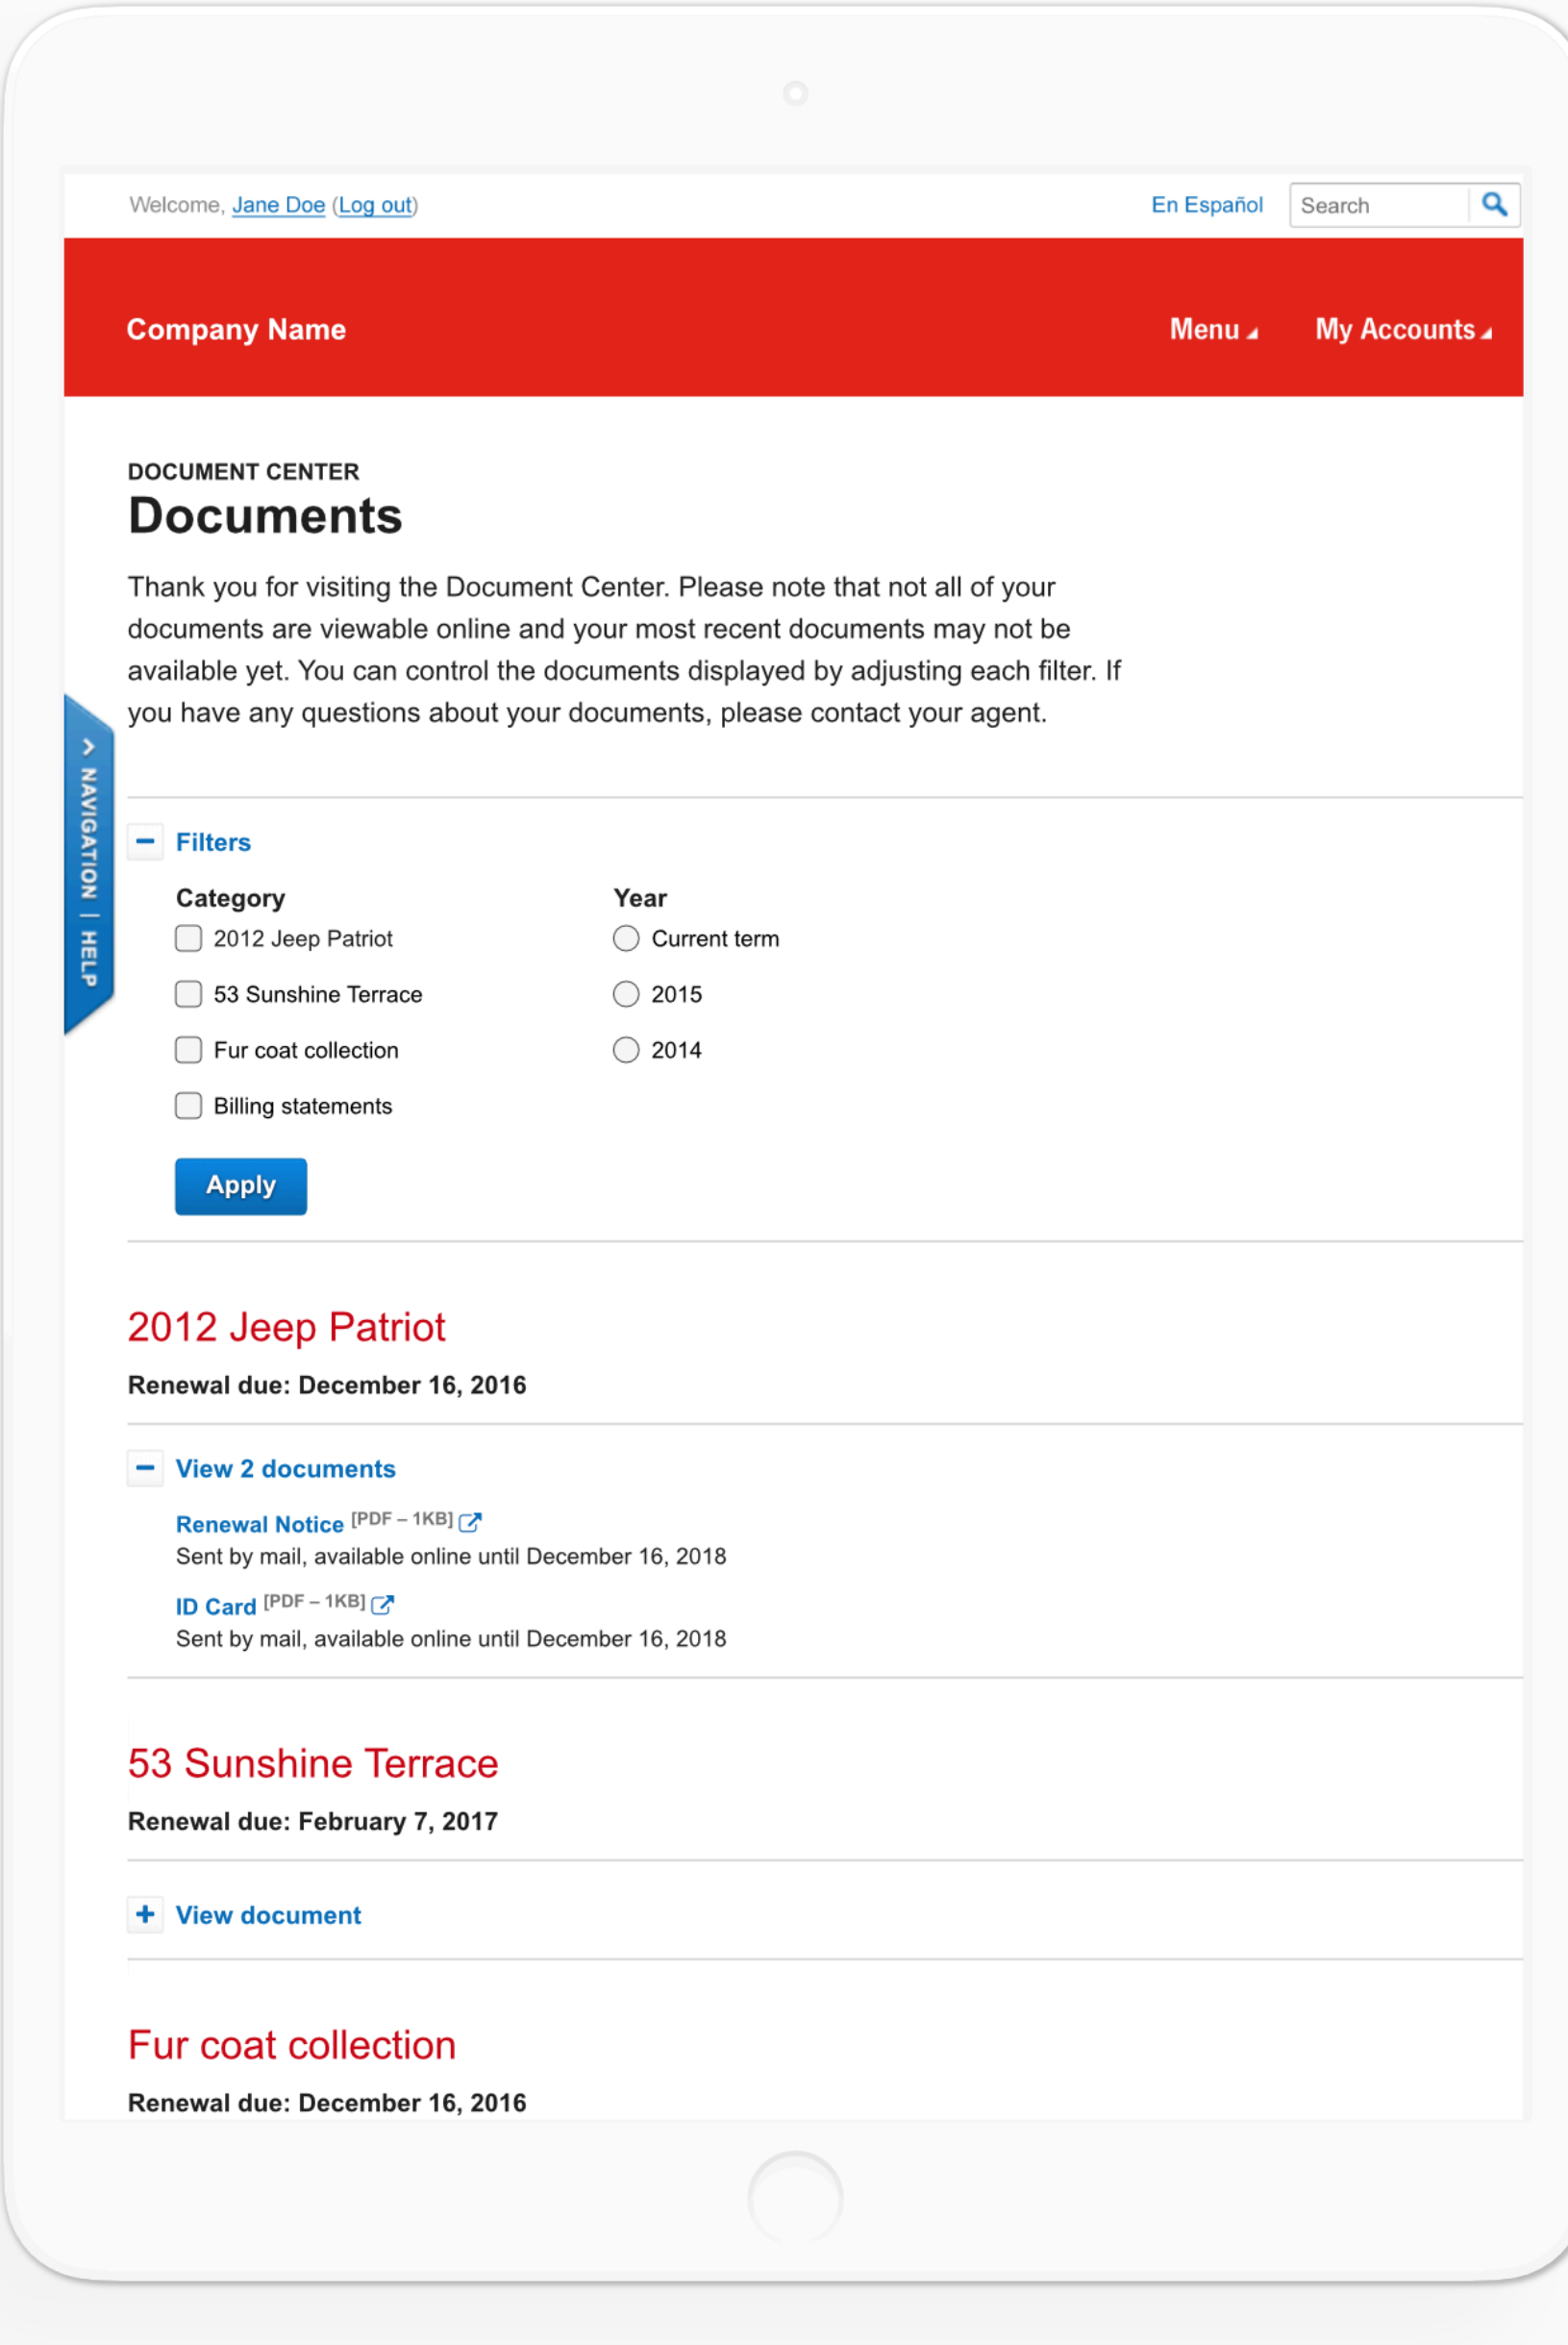 Welcome, Jane Doe (Log out)
En Español
Search
Company Name
Menu
My Accounts
DOCUMENT CENTER
Documents
Thank you for visiting the Document Center. Please note that not all of your
documents are viewable online and your most recent documents may not be
available yet. You can control the documents displayed by adjusting each filter. If
you have any questions about your documents, please contact your agent.
NAVIGATION | HELP
Filters
Category
2012 Jeep Patriot
53 Sunshine Terrace
Fur coat collection
Billing statements
Year
Current term
2015
2014
Apply
2012 Jeep Patriot
Renewal due: December 16, 2016
View 2 documents
Renewal Notice [PDF – 1KB]
Sent by mail, available online until December 16, 2018
ID Card [PDF – 1KB]
Sent by mail, available online until December 16, 2018
53 Sunshine Terrace
Renewal due: February 7, 2017
View document
Fur coat collection
Renewal due: December 16, 2016